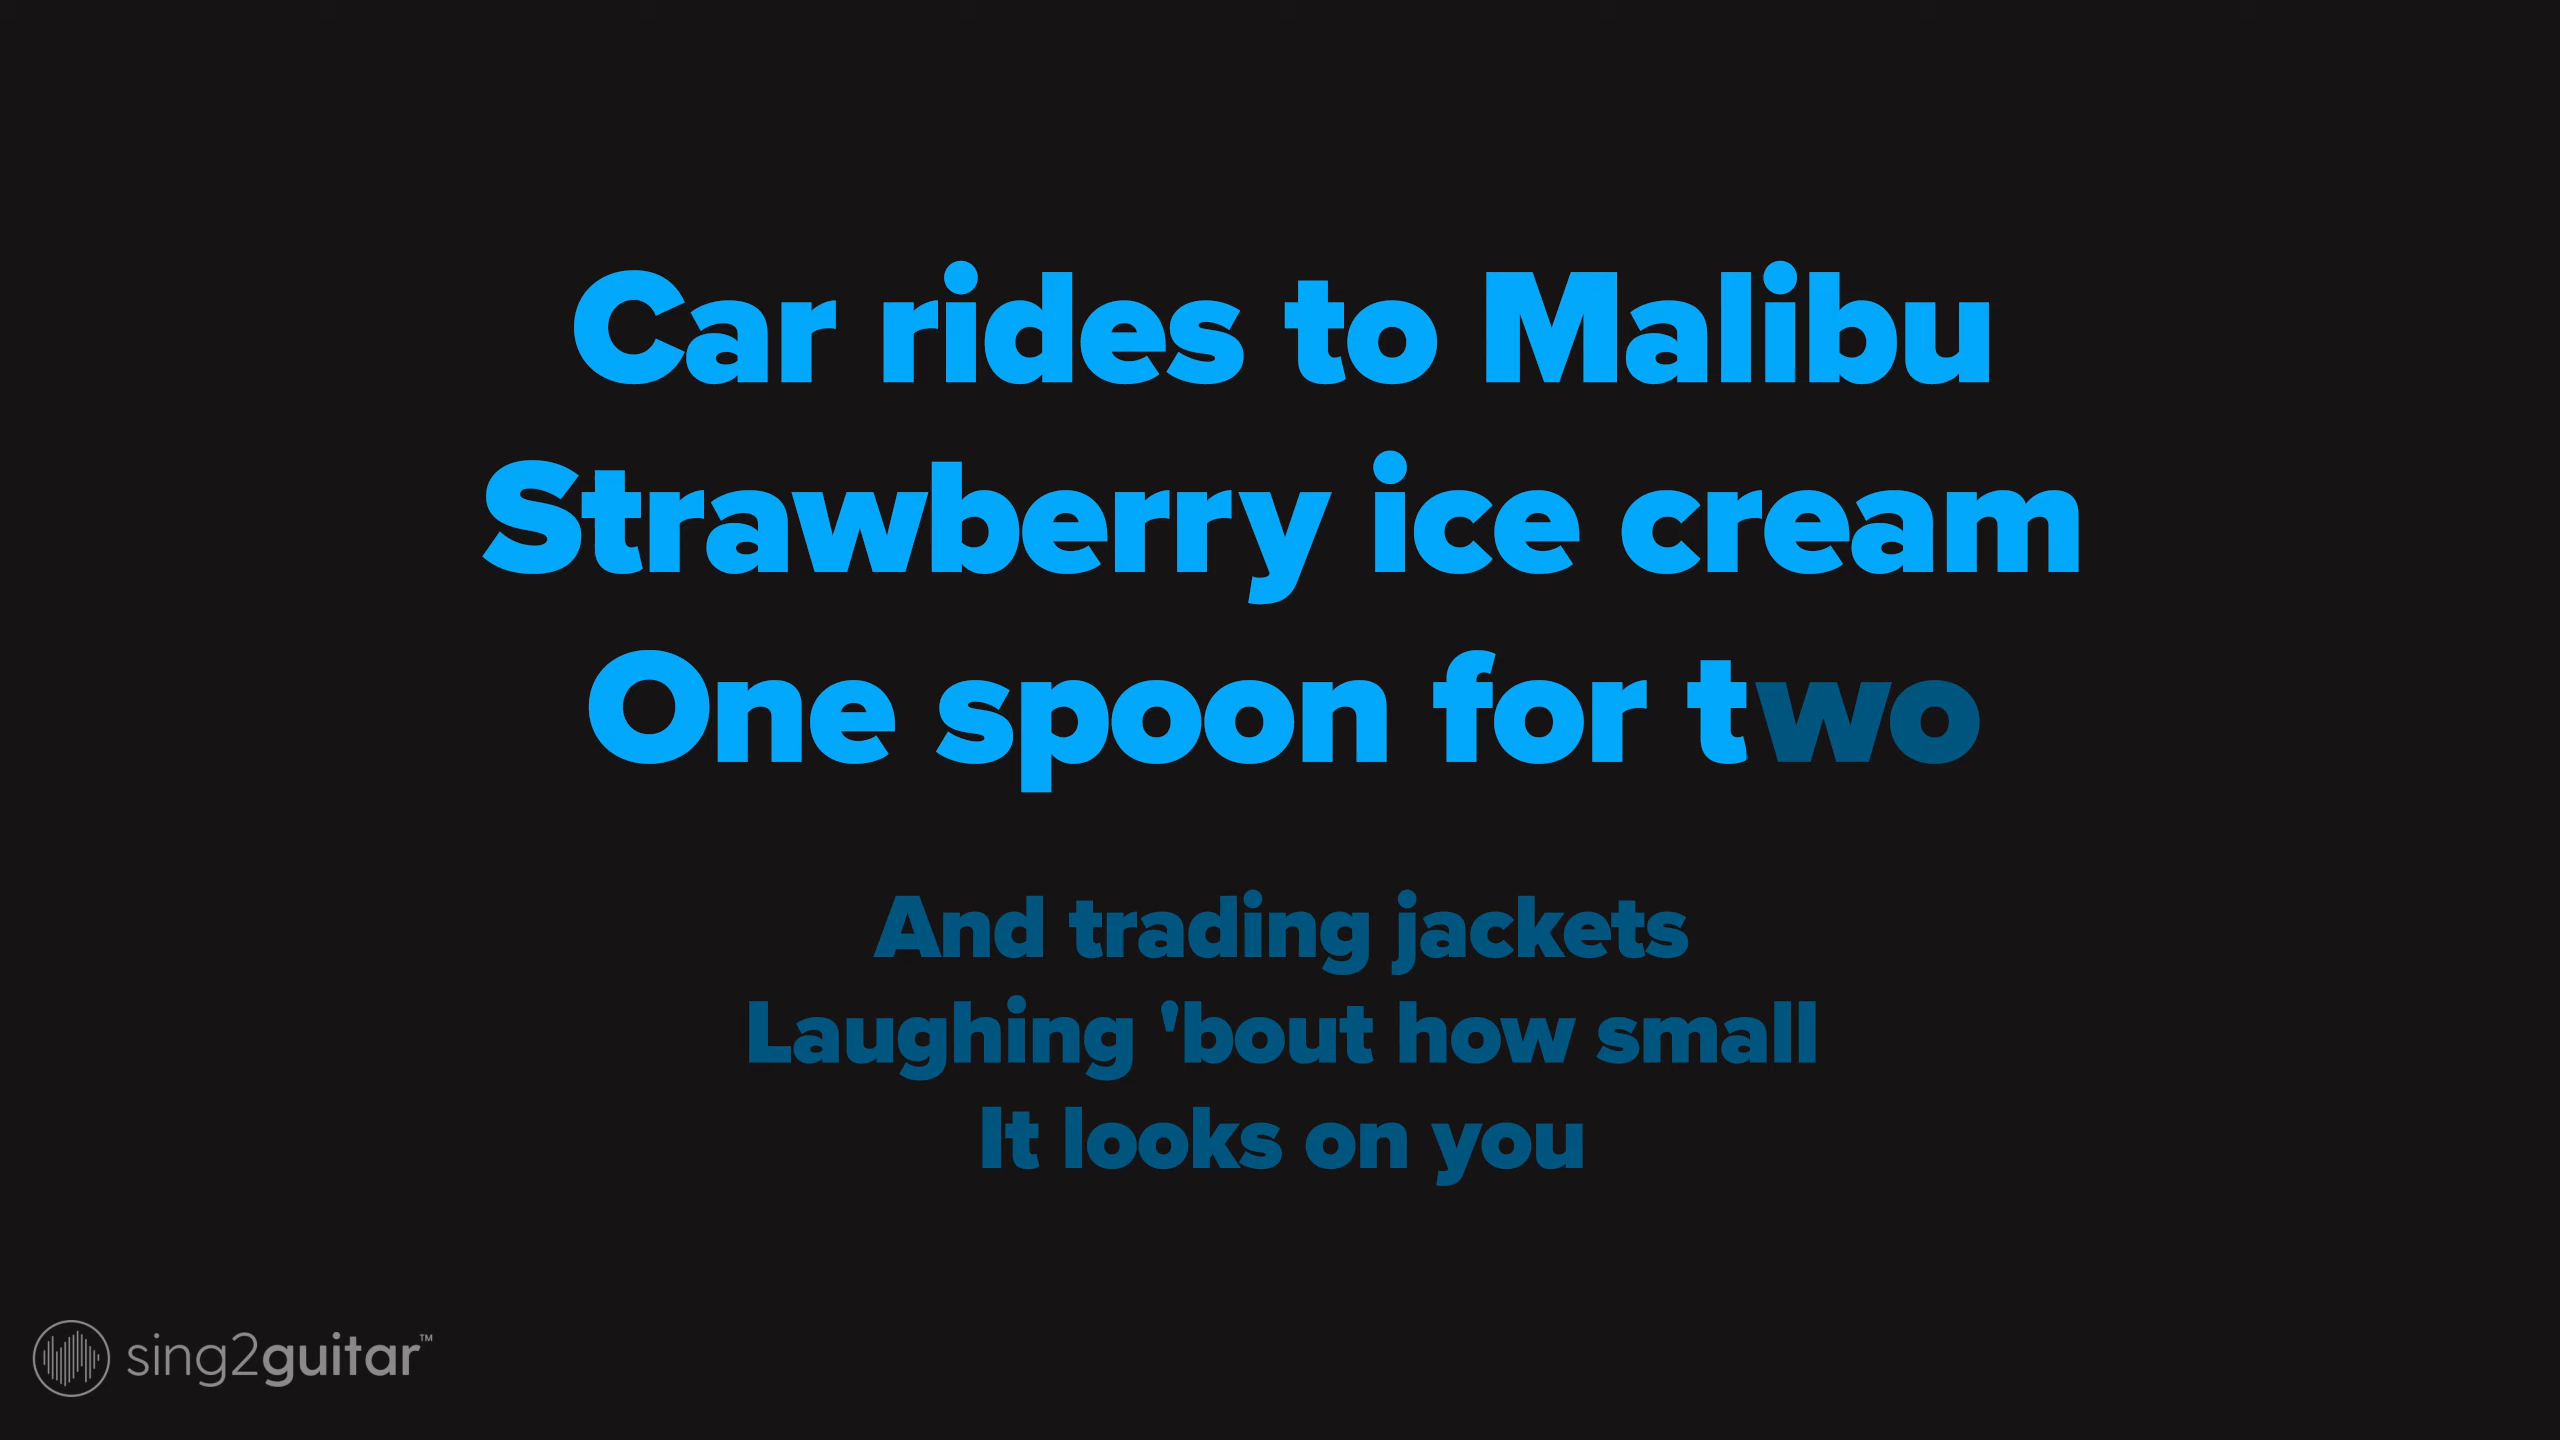 Car rides to Malibu
Strawberry ice cream
One spoon for two
And trading jackets
Laughing 'bout how small
It looks on you
sing2guitar™